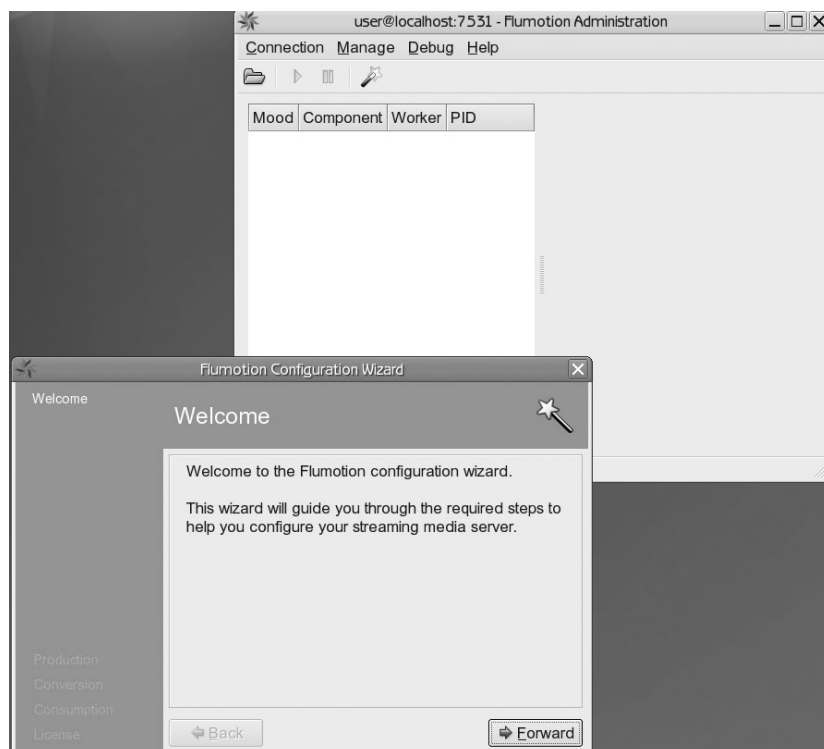 user@localhost:7531 - Flumotion Administration
Connection Manage Debug Help
Mood Component Worker PID
Flumotion Configuration Wizard
Welcome
Welcome
Welcome to the Flumotion configuration wizard.
This wizard will guide you through the required steps to
help you configure your streaming media server.
Production
Conversion
Consumption
License
Back
Forward